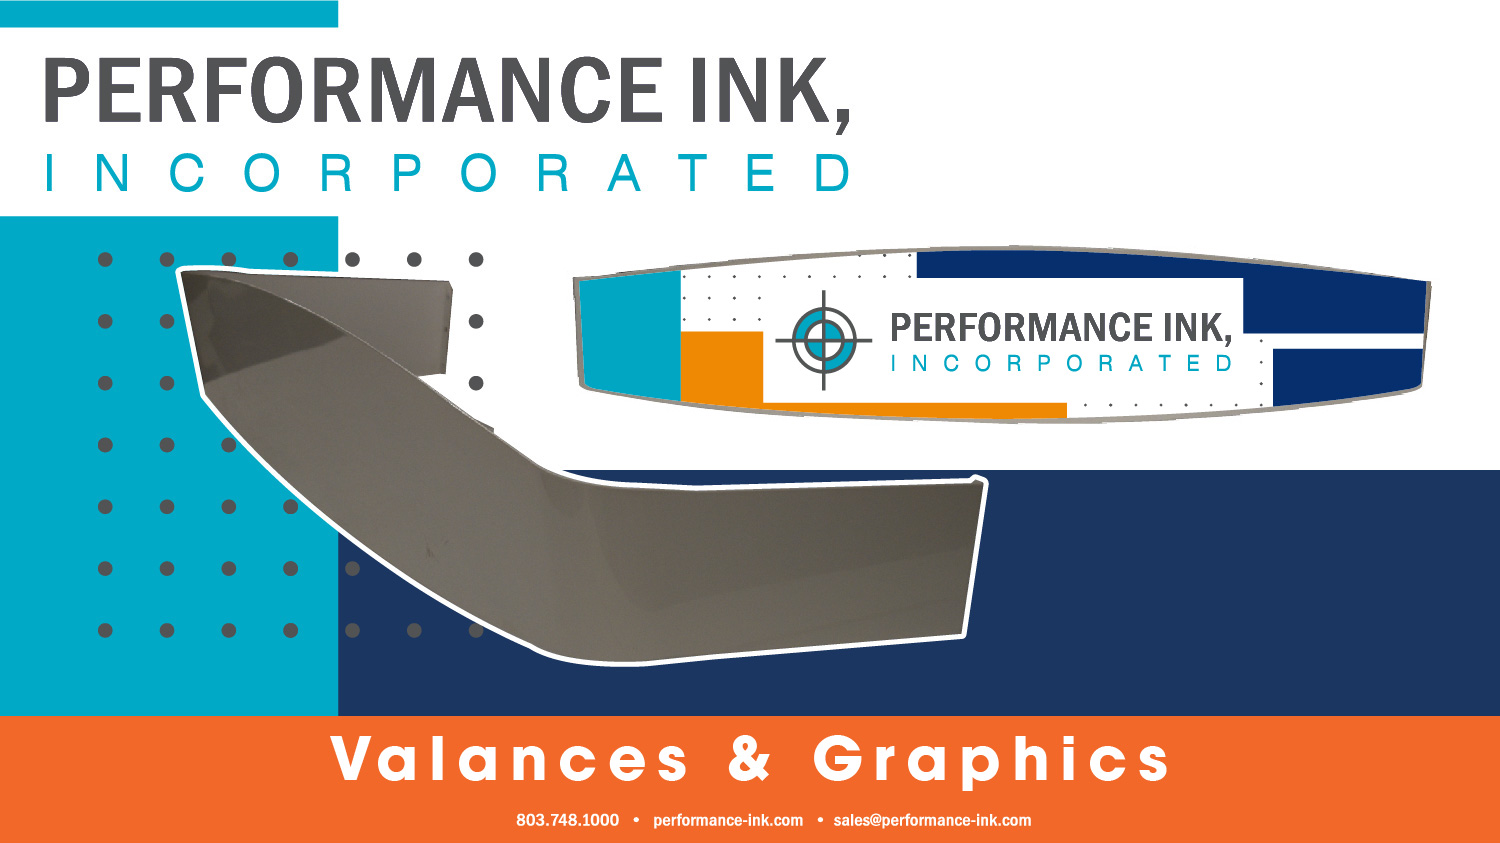 PERFORMANCE INK,
INCORPORATED
PERFORMANCE INK,
INCORPORATED
Valances & Graphics
803.748.1000 • performance-ink.com • sales@performance-ink.com